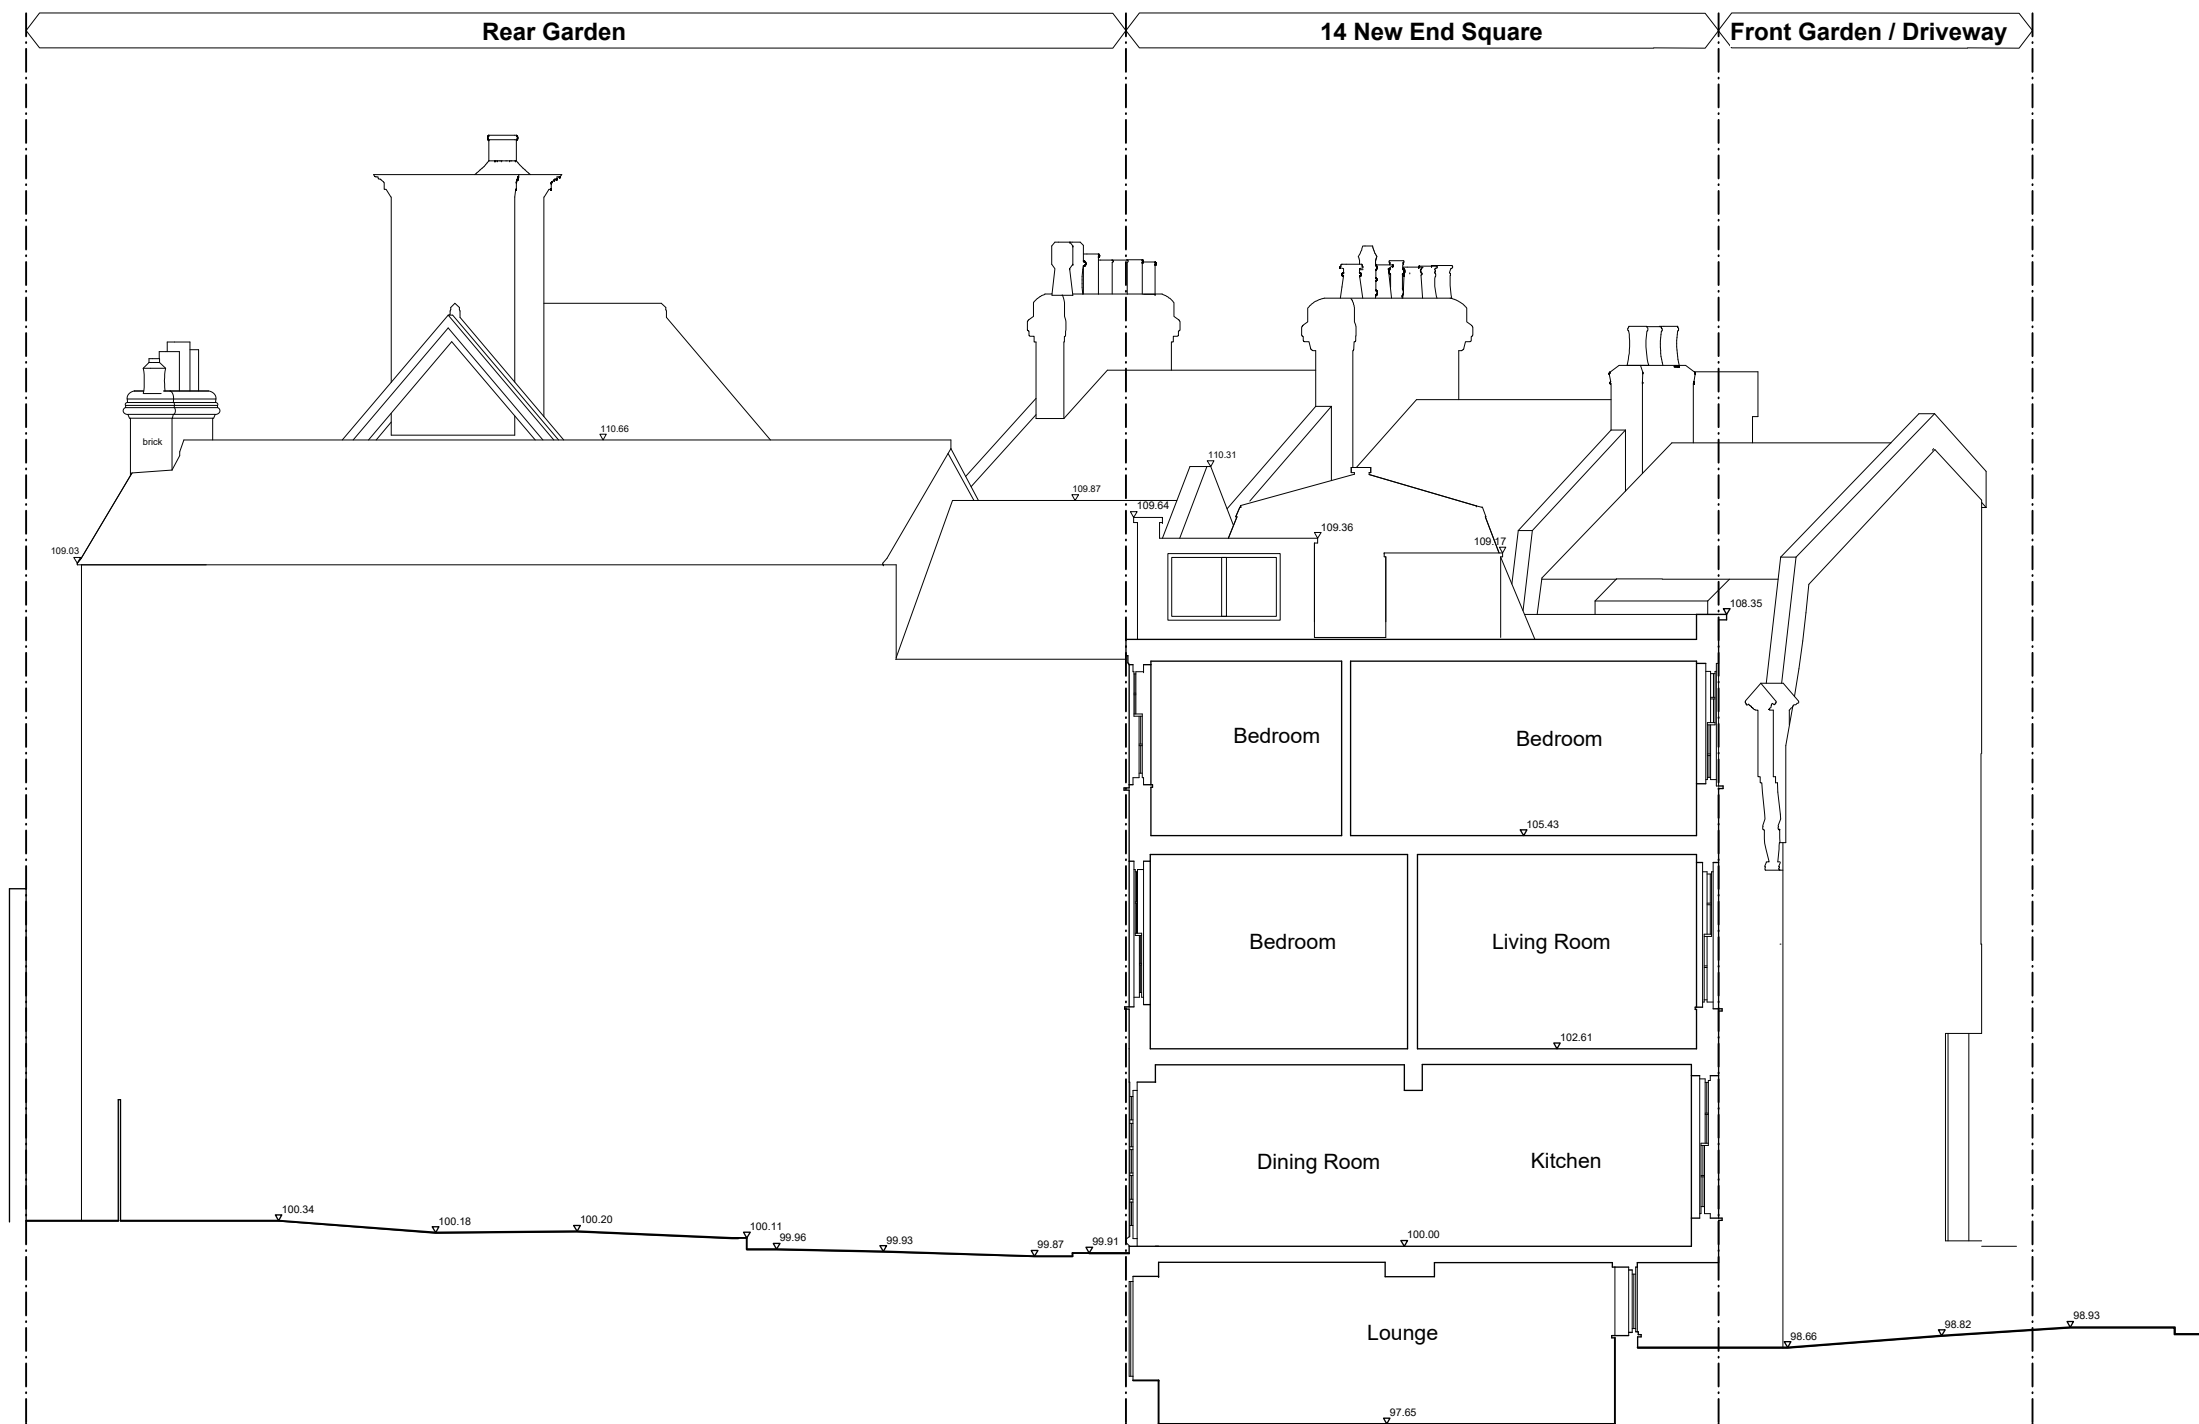 Rear Garden
14 New End Square
Front Garden / Driveway
brick
110.66
110.31
109.87
109.64
109.36
109.17
109.03
108.35
Bedroom
Bedroom
105.43
Bedroom
Living Room
102.61
Dining Room
Kitchen
100.34
100.18
100.20
100.11
99.96
99.93
99.87
99.91
100.00
Lounge
98.66
98.82
98.93
97.65